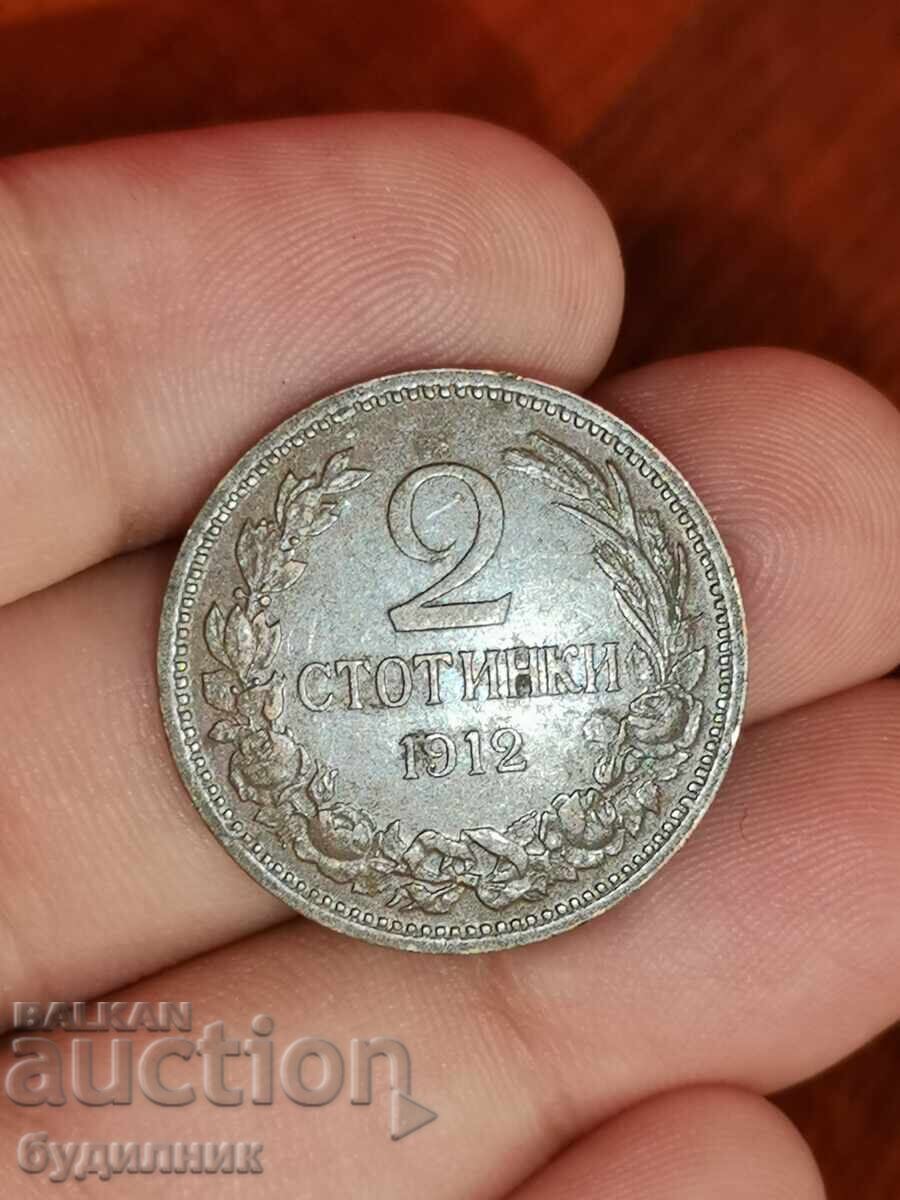 2
СТОТИНКИ
1912
BALKAN
auction
будилник